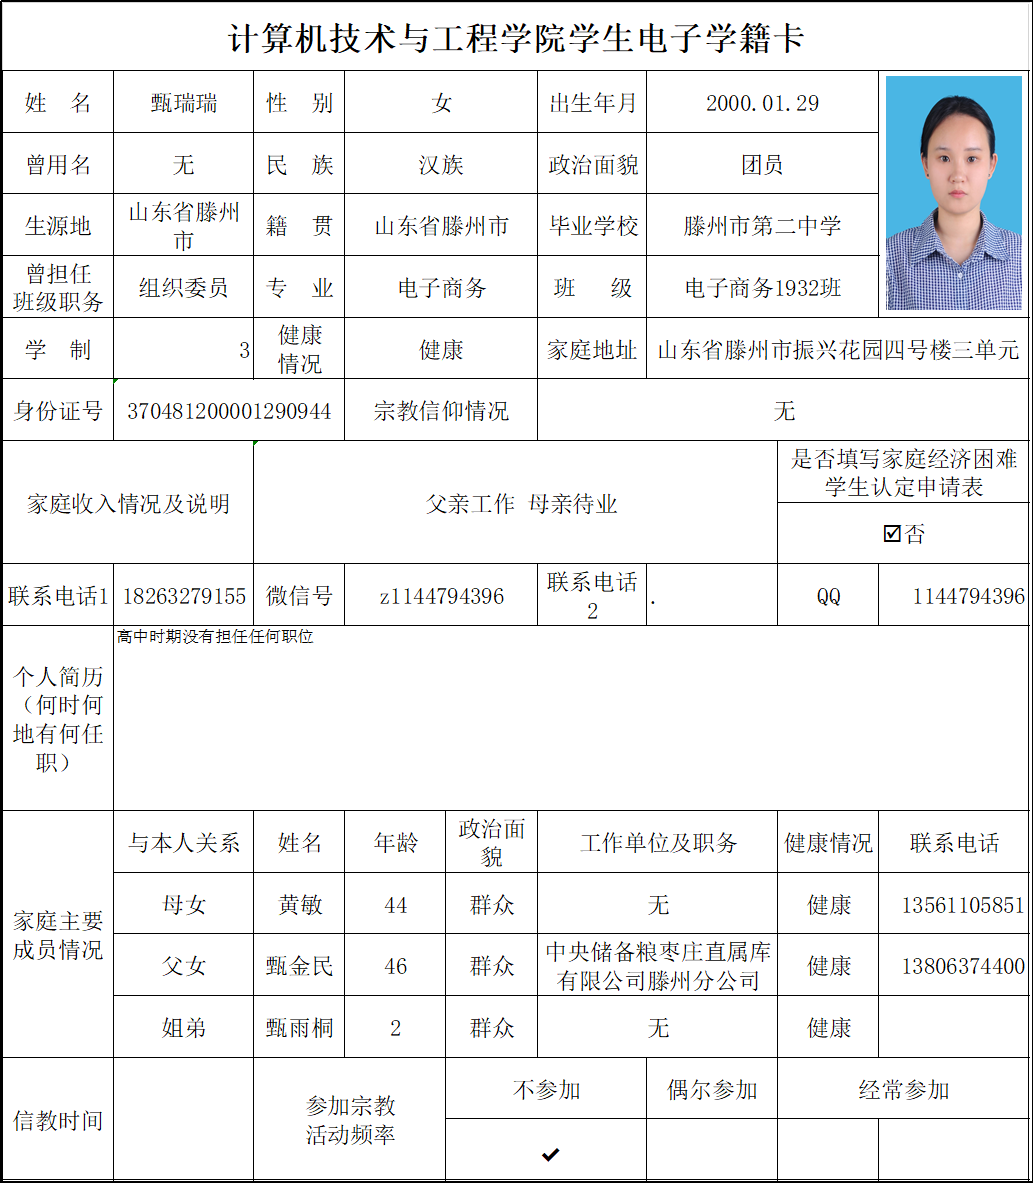 计算机技术与工程学院学生电子学籍卡
姓 名 甄瑞瑞 性 别 女 出生年月 2000.01.29
曾用名 无 民 族 汉族 政治面貌 团员
生源地 山东省滕州市 籍 贯 山东省滕州市 毕业学校 滕州市第二中学
曾担任班级职务 组织委员 专 业 电子商务 班 级 电子商务1932班
学 制 3 健康情况 健康 家庭地址 山东省滕州市振兴花园四号楼三单元
身份证号 370481200001290944 宗教信仰情况 无
家庭收入情况及说明 父亲工作 母亲待业 是否填写家庭经济困难学生认定申请表
☑否
联系电话1 18263279155 微信号 z1144794396 联系电话2 . QQ 1144794396
个人简历（何时何地有何任职） 高中时期没有担任任何职位
家庭主要成员情况 与本人关系 姓名 年龄 政治面貌 工作单位及职务 健康情况 联系电话
母女 黄敏 44 群众 无 健康 13561105851
父女 甄金民 46 群众 中央储备粮枣庄直属库有限公司滕州分公司 健康 13806374400
姐弟 甄雨桐 2 群众 无 健康
信教时间 参加宗教活动频率 不参加 偶尔参加 经常参加
✔